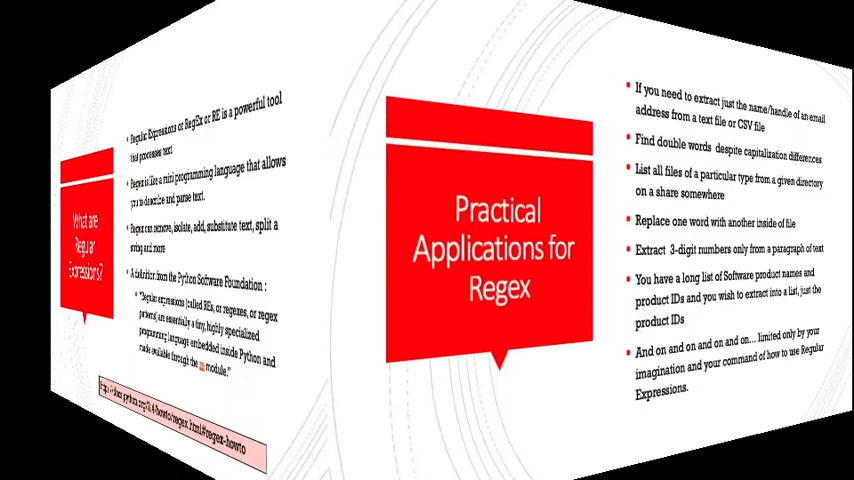 What are
Regular
Expressions?
Regular Expressions or RegEx or RE is a powerful tool
that processes text.
Regex is like a mini programming language that allows
you to describe and parse text.
Regex can remove, isolate, add, substitute text, split a
string and more
A definition from the Python Software Foundation :
"Regular expressions (called REs, or regexes, or regex
patterns) are essentially a tiny, highly specialized
programming language embedded inside Python and
made available through the re module."
https://docs.python.org/3.4/howto/regex.html#regex-howto
Practical
Applications for
Regex
If you need to extract just the name/handle of an email
address from a text file or CSV file
Find double words despite capitalization differences
List all files of a particular type from a given directory
on a share somewhere
Replace one word with another inside of file
Extract 3-digit numbers only from a paragraph of text
You have a long list of Software product names and
product IDs and you wish to extract into a list, just the
product IDs
And on and on and on and on... limited only by your
imagination and your command of how to use Regular
Expressions.